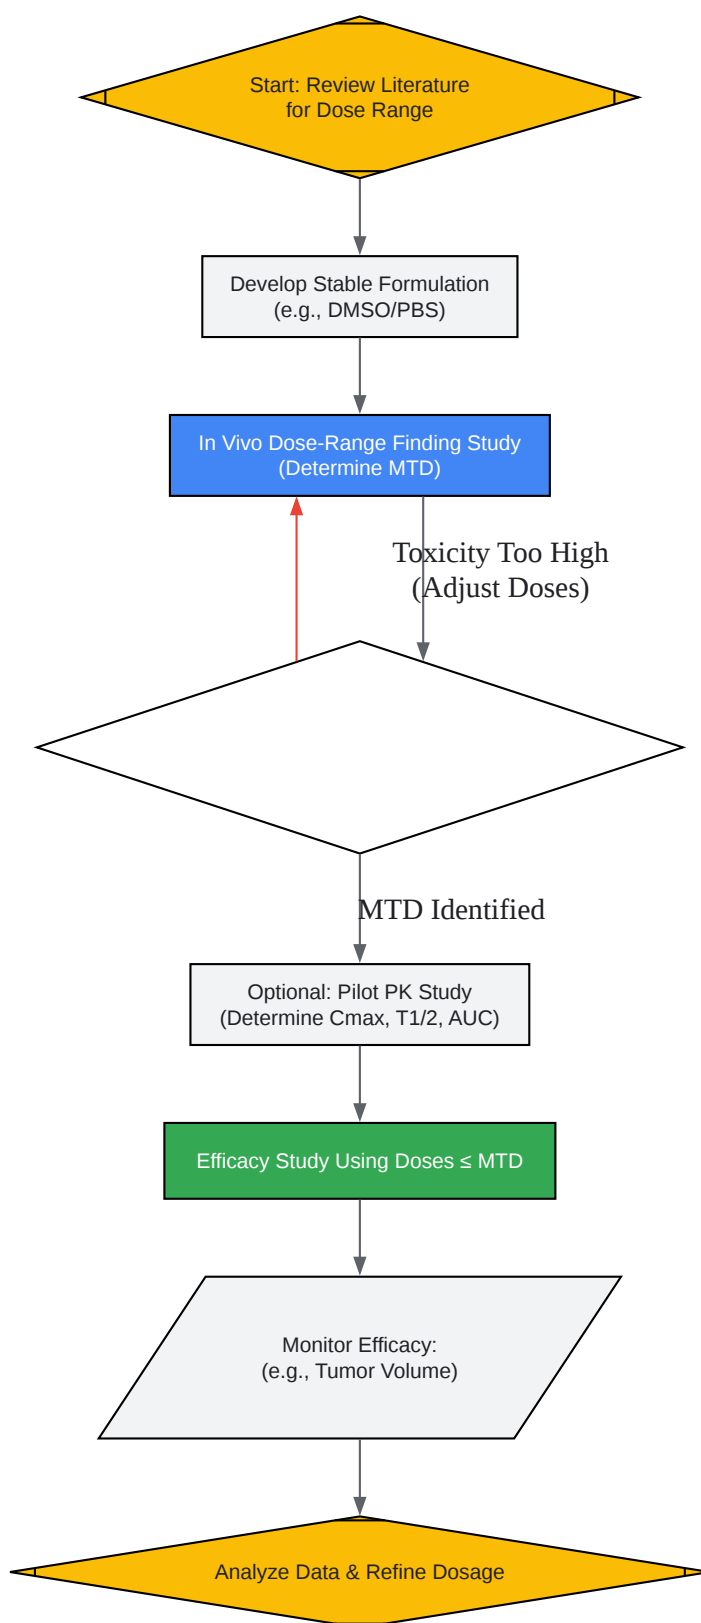 Start: Review Literature
for Dose Range
Develop Stable Formulation
(e.g., DMSO/PBS)
In Vivo Dose-Range Finding Study
(Determine MTD)
Toxicity Too High
(Adjust Doses)
MTD Identified
Optional: Pilot PK Study
(Determine Cmax, T1/2, AUC)
Efficacy Study Using Doses ≤ MTD
Monitor Efficacy:
(e.g., Tumor Volume)
Analyze Data & Refine Dosage